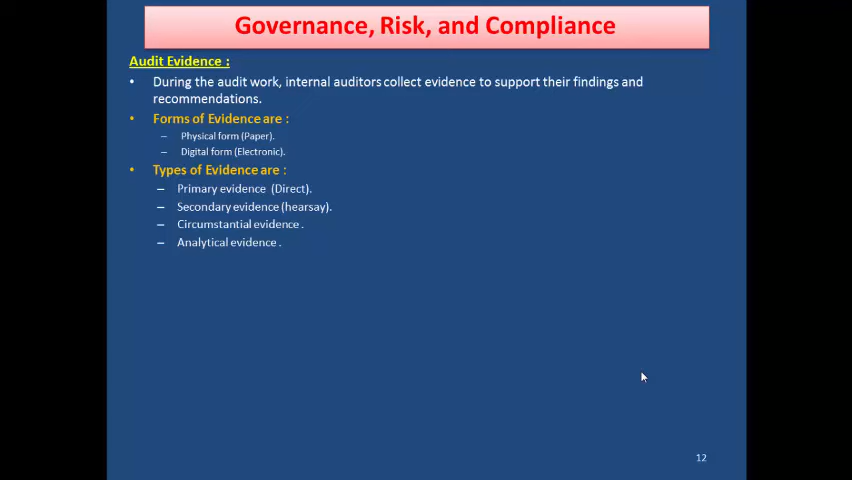 Governance, Risk, and Compliance
Audit Evidence :
• During the audit work, internal auditors collect evidence to support their findings and
recommendations.
• Forms of Evidence are :
– Physical form (Paper).
– Digital form (Electronic).
• Types of Evidence are :
– Primary evidence (Direct).
– Secondary evidence (hearsay).
– Circumstantial evidence .
– Analytical evidence .
12